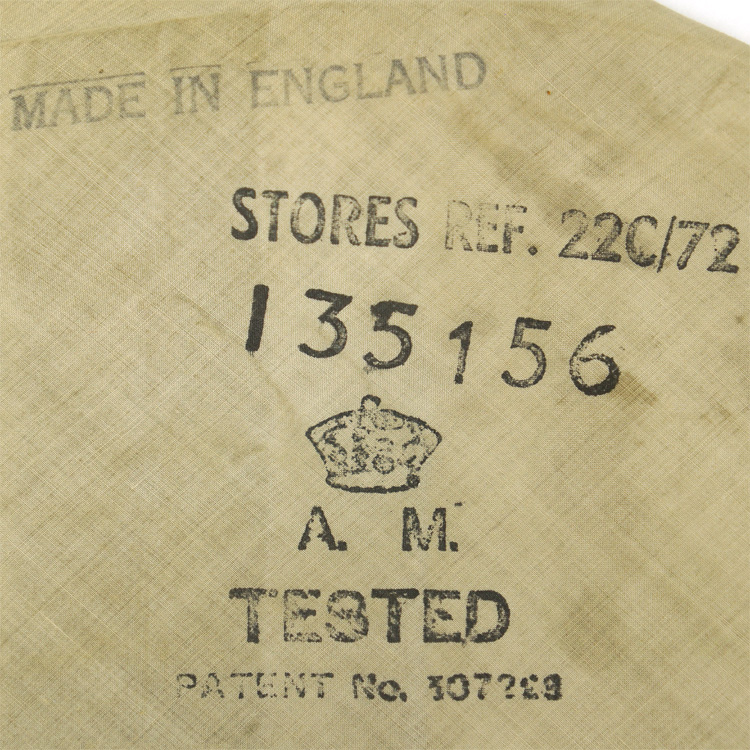 MADE IN ENGLAND
STORES REF. 22C/72
135156
A. M.
TESTED
PATENT No.